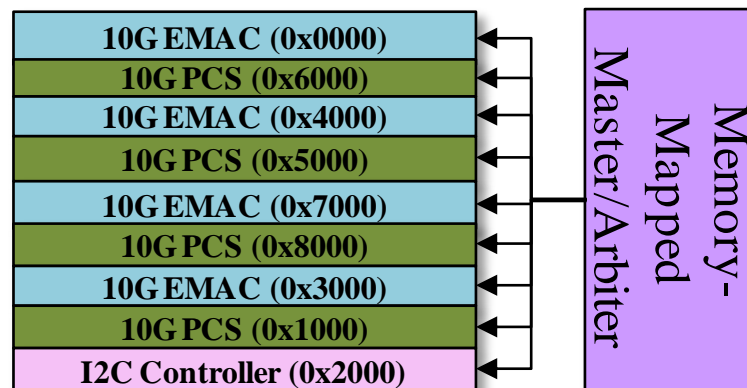 10G EMAC (0x0000)
10G PCS (0x6000)
10G EMAC (0x4000)
10G PCS (0x5000)
10G EMAC (0x7000)
10G PCS (0x8000)
10G EMAC (0x3000)
10G PCS (0x1000)
I2C Controller (0x2000)
Memory-
Mapped
Master/Arbiter